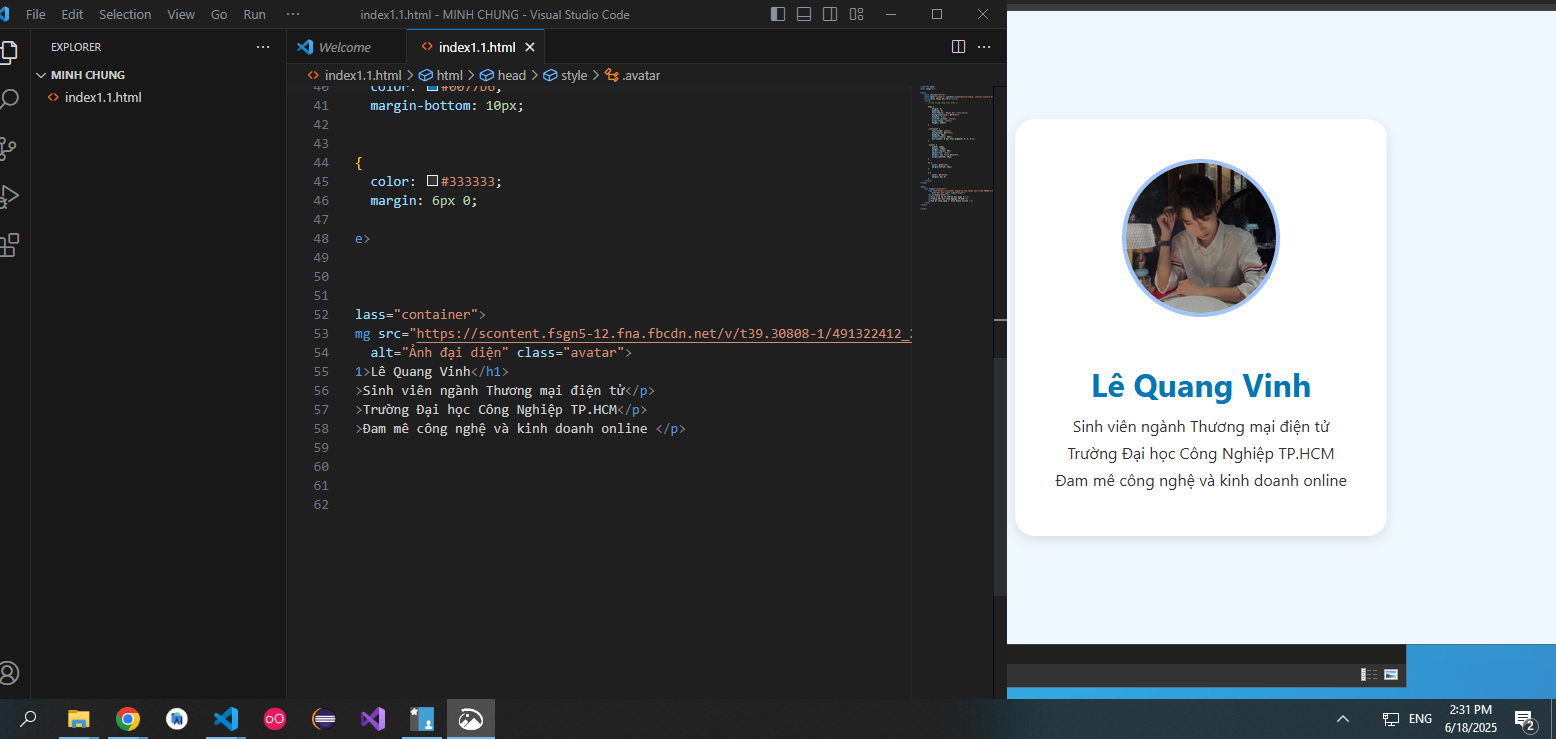 File Edit Selection View Go Run ··· index1.1.html - MINH CHUNG - Visual Studio Code
EXPLORER ···
MINH CHUNG
index1.1.html
Welcome index1.1.html
index1.1.html > html > head > style > .avatar
40 color: #0077b6;
41 margin-bottom: 10px;
42
43
44 {
45 color: #333333;
46 margin: 6px 0;
47
48 e>
49
50
51
52 lass="container">
53 mg src="https://scontent.fsgn5-12.fna.fbcdn.net/v/t39.30808-1/491322412_
54 alt="Ảnh đại diện" class="avatar">
55 1>Lê Quang Vinh</h1>
56 >Sinh viên ngành Thương mại điện tử</p>
57 >Trường Đại học Công Nghiệp TP.HCM</p>
58 >Đam mê công nghệ và kinh doanh online </p>
59
60
61
62
Lê Quang Vinh
Sinh viên ngành Thương mại điện tử
Trường Đại học Công Nghiệp TP.HCM
Đam mê công nghệ và kinh doanh online
ENG
2:31 PM
6/18/2025
2